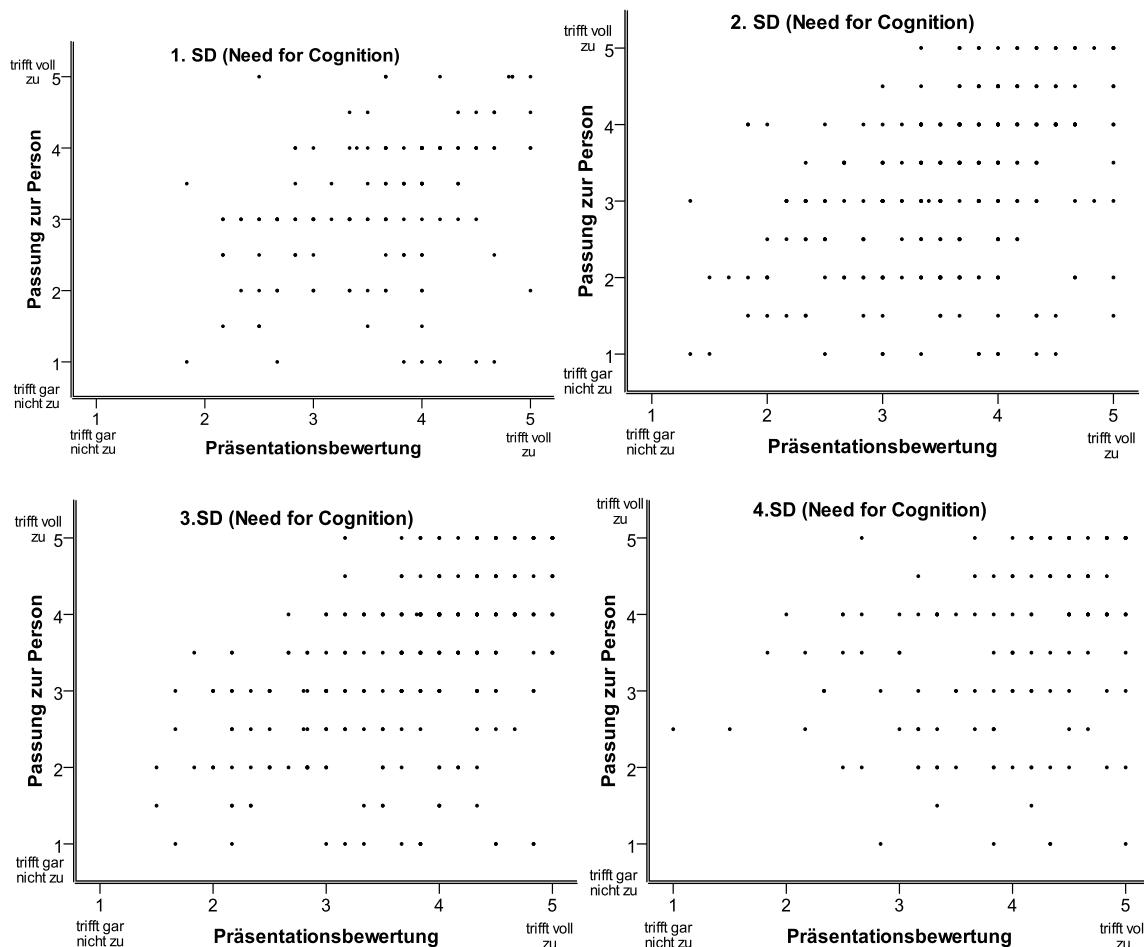 1. SD (Need for Cognition)
trifft voll
zu
5
4
3
2
1
Passung zur Person
trifft gar
nicht zu
1
2
3
4
5
trifft gar
nicht zu
Präsentationsbewertung
trifft voll
zu
2. SD (Need for Cognition)
trifft voll
zu
5
4
3
2
1
Passung zur Person
trifft gar
nicht zu
1
2
3
4
5
trifft gar
nicht zu
Präsentationsbewertung
trifft voll
zu
3.SD (Need for Cognition)
trifft voll
zu
5
4
3
2
1
Passung zur Person
trifft gar
nicht zu
1
2
3
4
5
trifft gar
nicht zu
Präsentationsbewertung
trifft voll
zu
4.SD (Need for Cognition)
trifft voll
zu
5
4
3
2
1
Passung zur Person
trifft gar
nicht zu
1
2
3
4
5
trifft gar
nicht zu
Präsentationsbewertung
trifft voll
zu